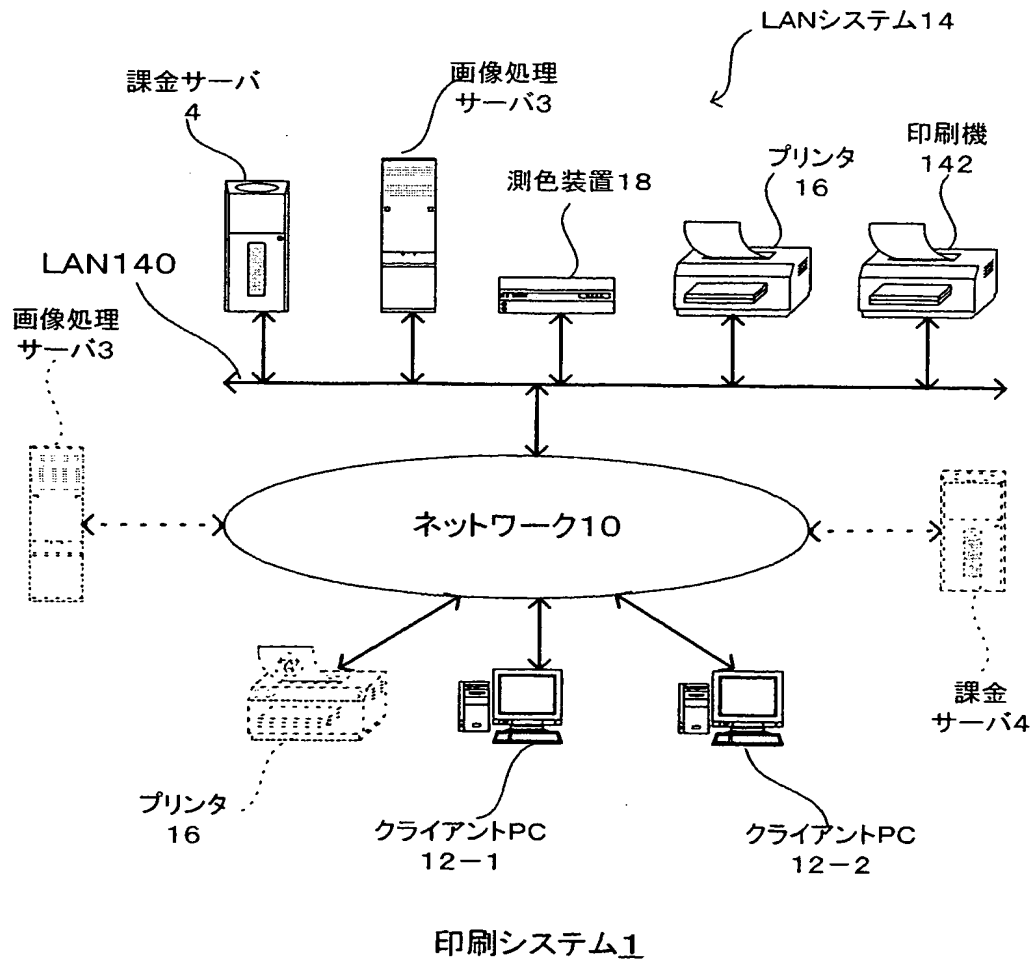 LANシステム14
課金サーバ
4
画像処理
サーバ3
測色装置18
プリンタ
16
印刷機
142
LAN140
画像処理
サーバ3
ネットワーク10
課金
サーバ4
プリンタ
16
クライアントPC
12-1
クライアントPC
12-2
印刷システム1